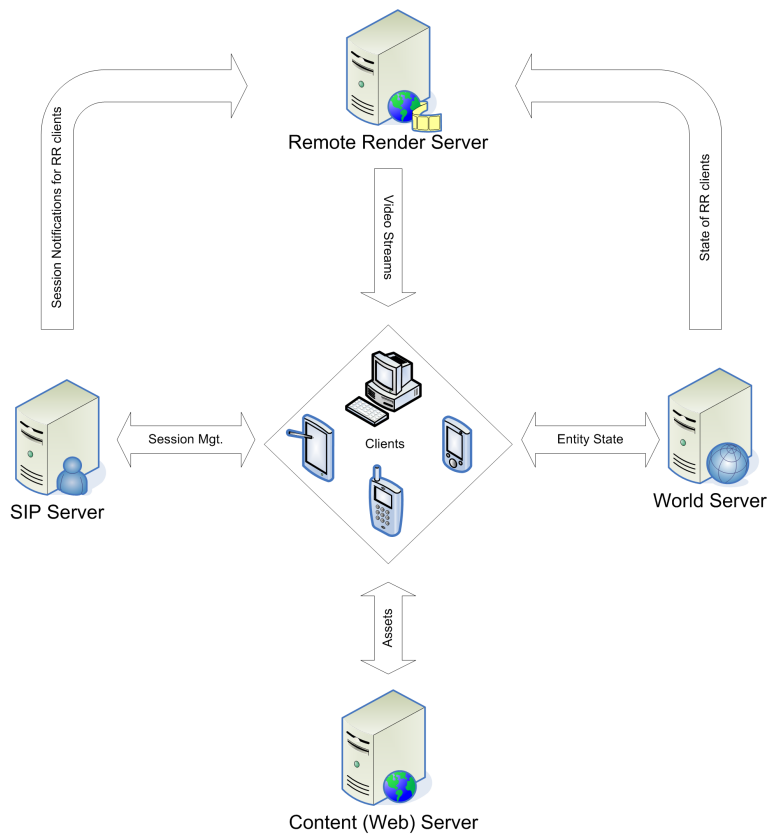 Remote Render Server
Session Notifications for RR clients
Video Streams
State of RR clients
Session Mgt.
Clients
Entity State
SIP Server
World Server
Assets
Content (Web) Server